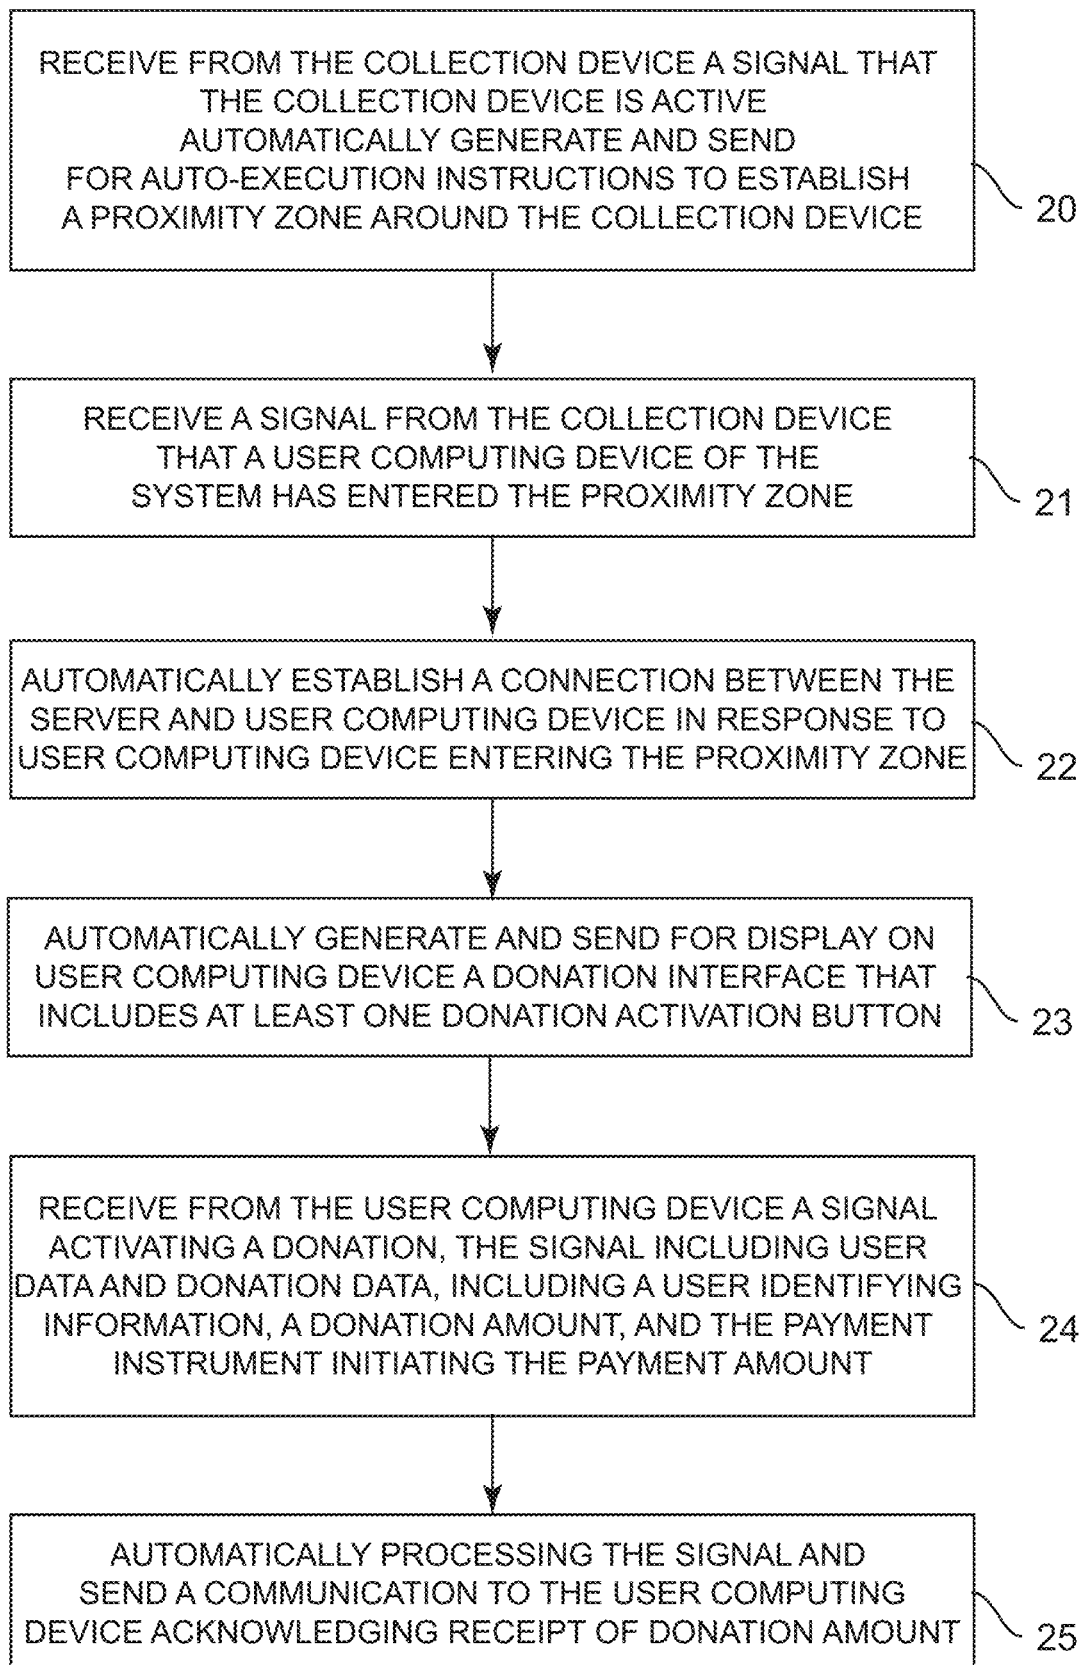 RECEIVE FROM THE COLLECTION DEVICE A SIGNAL THAT
THE COLLECTION DEVICE IS ACTIVE
AUTOMATICALLY GENERATE AND SEND
FOR AUTO-EXECUTION INSTRUCTIONS TO ESTABLISH
A PROXIMITY ZONE AROUND THE COLLECTION DEVICE
20
RECEIVE A SIGNAL FROM THE COLLECTION DEVICE
THAT A USER COMPUTING DEVICE OF THE
SYSTEM HAS ENTERED THE PROXIMITY ZONE
21
AUTOMATICALLY ESTABLISH A CONNECTION BETWEEN THE
SERVER AND USER COMPUTING DEVICE IN RESPONSE TO
USER COMPUTING DEVICE ENTERING THE PROXIMITY ZONE
22
AUTOMATICALLY GENERATE AND SEND FOR DISPLAY ON
USER COMPUTING DEVICE A DONATION INTERFACE THAT
INCLUDES AT LEAST ONE DONATION ACTIVATION BUTTON
23
RECEIVE FROM THE USER COMPUTING DEVICE A SIGNAL
ACTIVATING A DONATION, THE SIGNAL INCLUDING USER
DATA AND DONATION DATA, INCLUDING A USER IDENTIFYING
INFORMATION, A DONATION AMOUNT, AND THE PAYMENT
INSTRUMENT INITIATING THE PAYMENT AMOUNT
24
AUTOMATICALLY PROCESSING THE SIGNAL AND
SEND A COMMUNICATION TO THE USER COMPUTING
DEVICE ACKNOWLEDGING RECEIPT OF DONATION AMOUNT
25